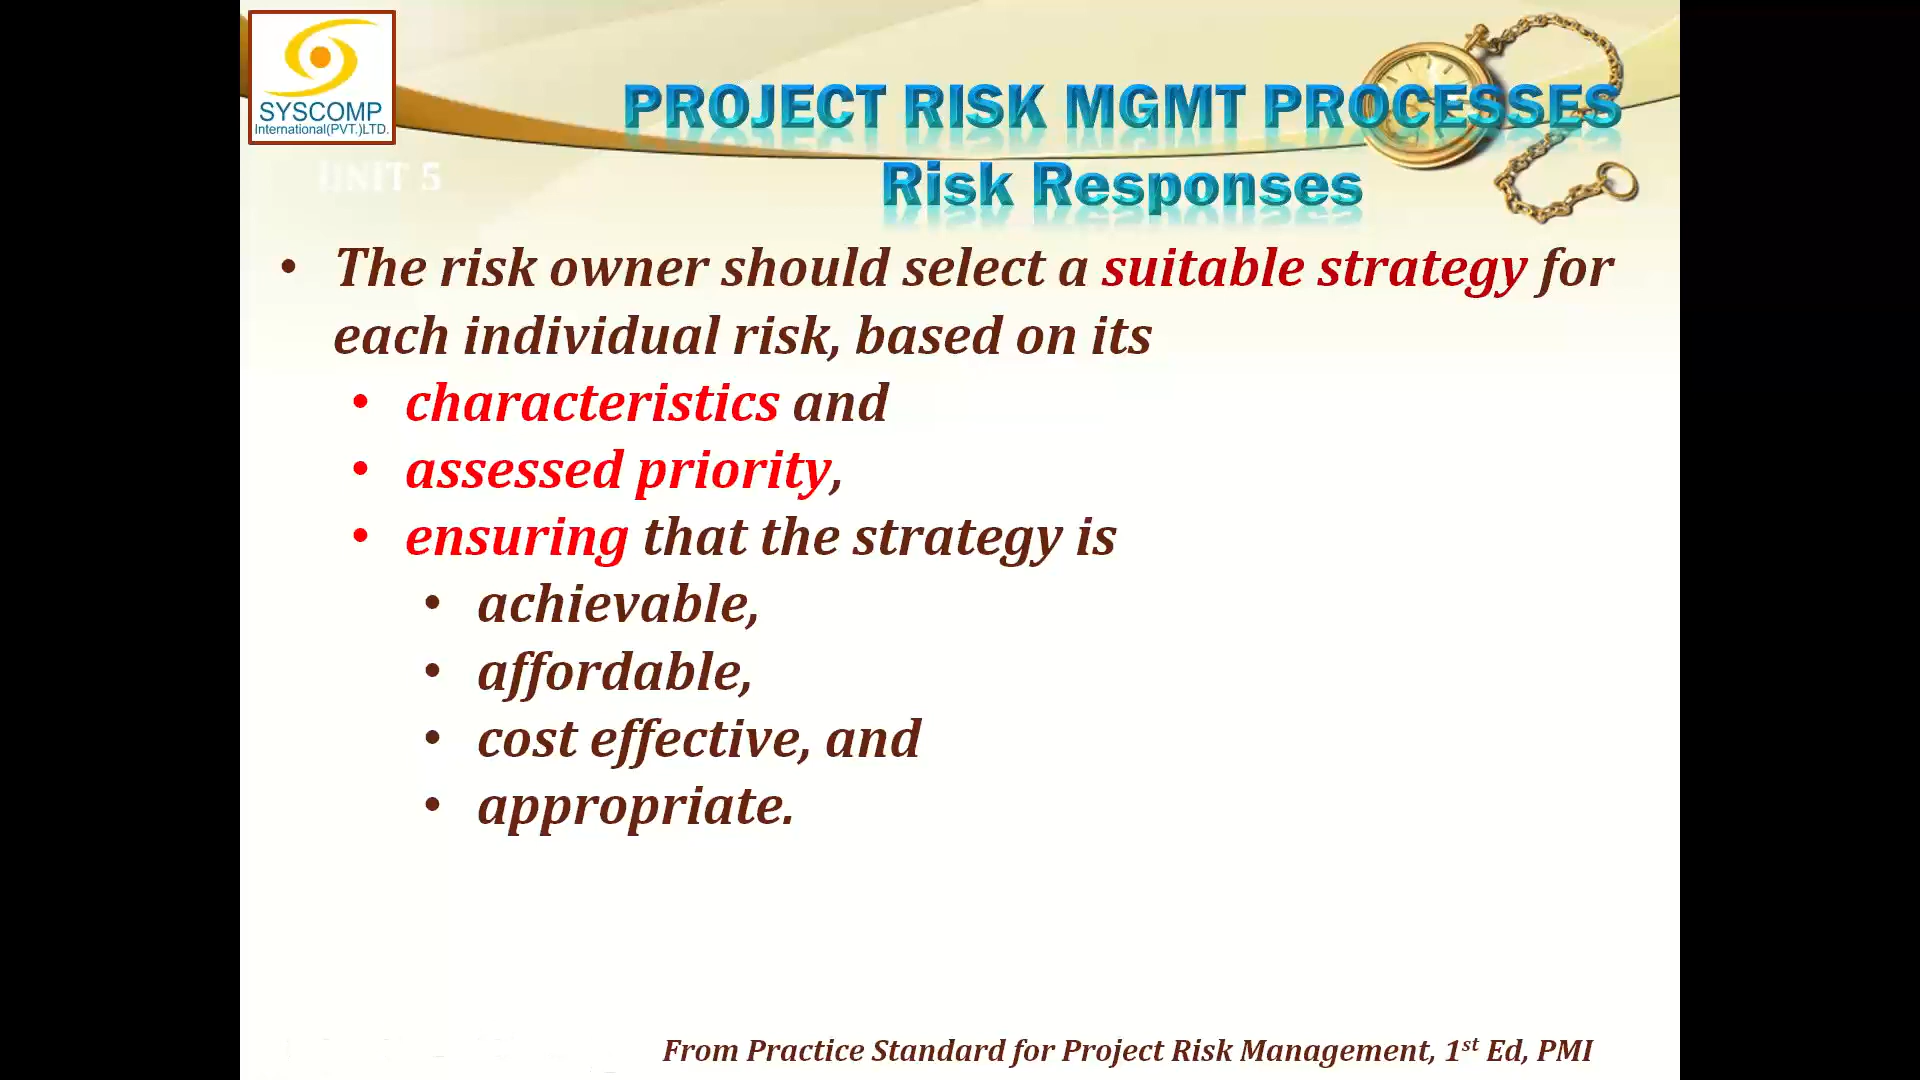 SYSCOMP
International(PVT.)LTD.
UNIT 5
PROJECT RISK MGMT PROCESSES
Risk Responses
• The risk owner should select a suitable strategy for
each individual risk, based on its
• characteristics and
• assessed priority,
• ensuring that the strategy is
• achievable,
• affordable,
• cost effective, and
• appropriate.
From Practice Standard for Project Risk Management, 1st Ed, PMI